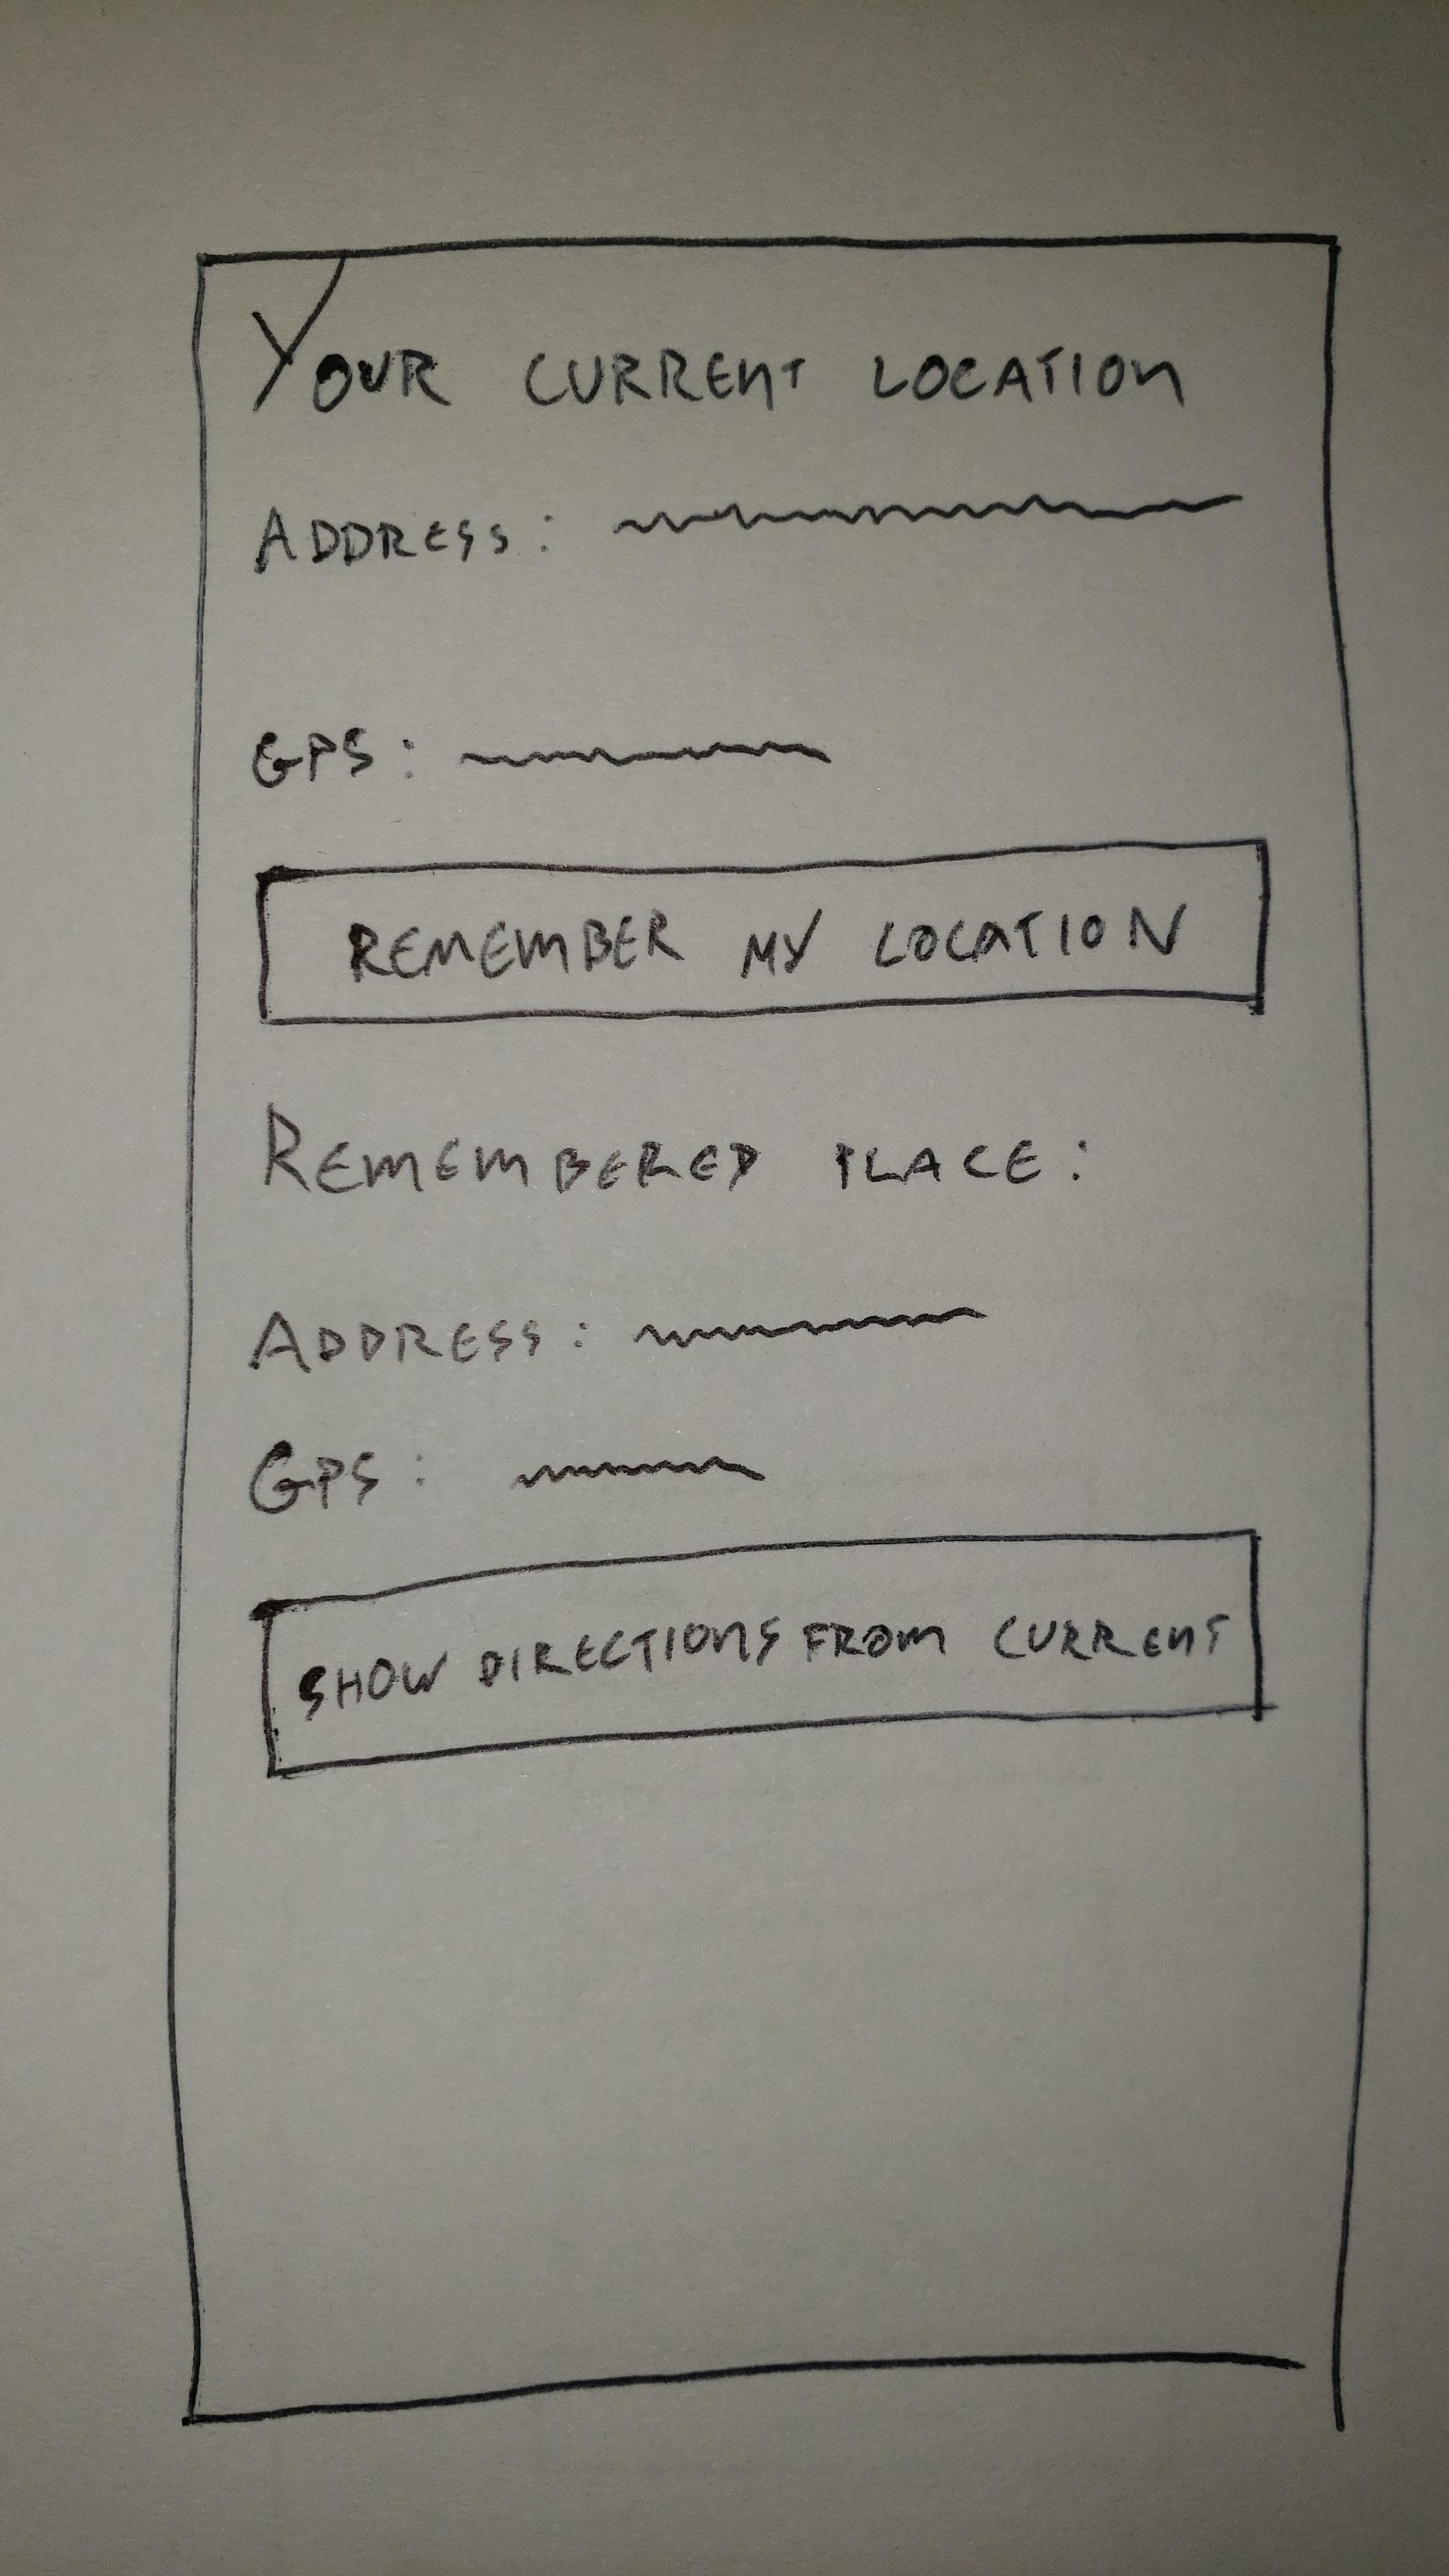 YOUR CURRENT LOCATION
ADDRESS:
GPS:
REMEMBER MY LOCATION
REMEMBERED PLACE:
ADDRESS:
GPS:
SHOW DIRECTIONS FROM CURRENT